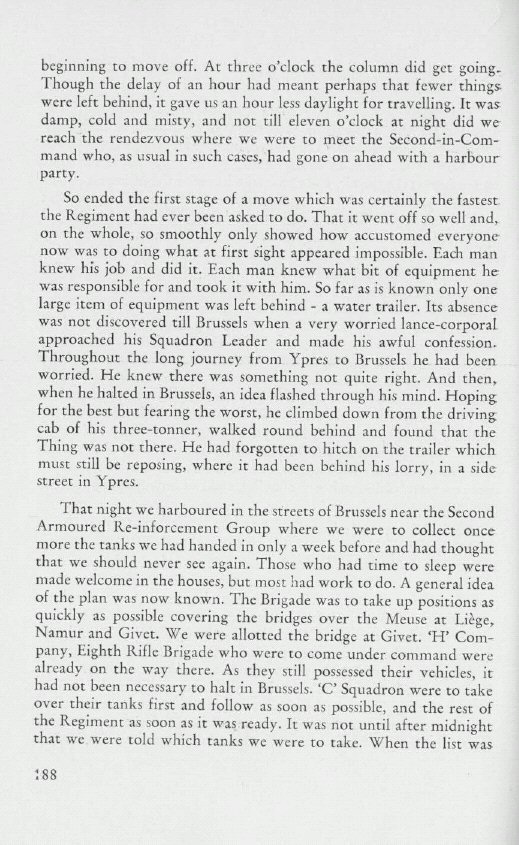 beginning to move off. At three o'clock the column did get going.
Though the delay of an hour had meant perhaps that fewer things
were left behind, it gave us an hour less daylight for travelling. It was
damp, cold and misty, and not till eleven o'clock at night did we
reach the rendezvous where we were to meet the Second-in-Com-
mand who, as usual in such cases, had gone on ahead with a harbour
party.
So ended the first stage of a move which was certainly the fastest
the Regiment had ever been asked to do. That it went off so well and,
on the whole, so smoothly only showed how accustomed everyone
now was to doing what at first sight appeared impossible. Each man
knew his job and did it. Each man knew what bit of equipment he
was responsible for and took it with him. So far as is known only one
large item of equipment was left behind - a water trailer. Its absence
was not discovered till Brussels when a very worried lance-corporal
approached his Squadron Leader and made his awful confession.
Throughout the long journey from Ypres to Brussels he had been
worried. He knew there was something not quite right. And then,
when he halted in Brussels, an idea flashed through his mind. Hoping
for the best but fearing the worst, he climbed down from the driving
cab of his three-tonner, walked round behind and found that the
Thing was not there. He had forgotten to hitch on the trailer which
must still be reposing, where it had been behind his lorry, in a side
street in Ypres.
That night we harboured in the streets of Brussels near the Second
Armoured Re-inforcement Group where we were to collect once
more the tanks we had handed in only a week before and had thought
that we should never see again. Those who had time to sleep were
made welcome in the houses, but most had work to do. A general idea
of the plan was now known. The Brigade was to take up positions as
quickly as possible covering the bridges over the Meuse at Liège,
Namur and Givet. We were allotted the bridge at Givet. 'H' Com-
pany, Eighth Rifle Brigade who were to come under command were
already on the way there. As they still possessed their vehicles, it
had not been necessary to halt in Brussels. 'C' Squadron were to take
over their tanks first and follow as soon as possible, and the rest of
the Regiment as soon as it was ready. It was not until after midnight
that we were told which tanks we were to take. When the list was
188